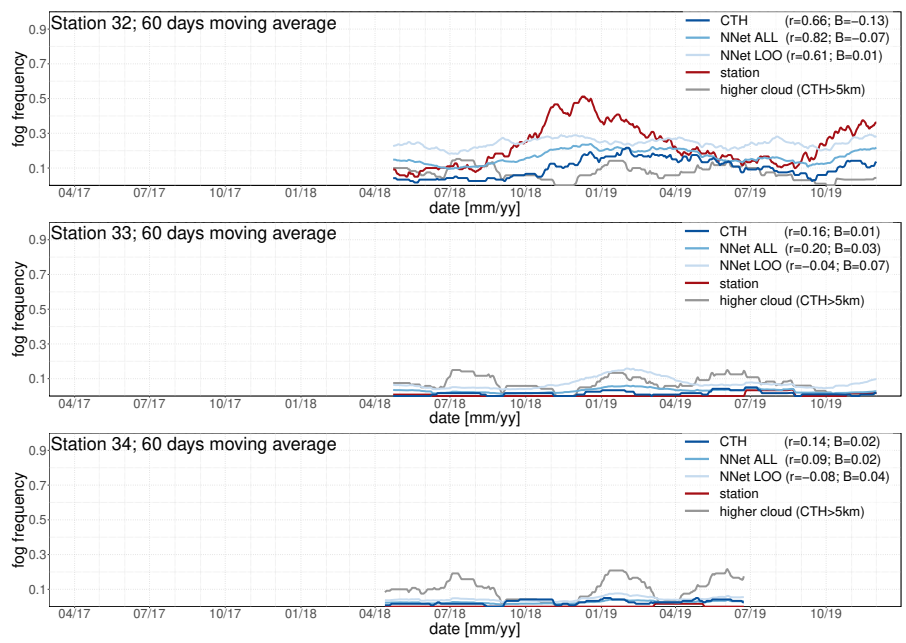 Station 32; 60 days moving average
CTH (r=0.66; B=−0.13)
NNet ALL (r=0.82; B=−0.07)
NNet LOO (r=0.61; B=0.01)
station
higher cloud (CTH>5km)
fog frequency
0.9
0.7
0.5
0.3
0.1
04/17 07/17 10/17 01/18 04/18 07/18 10/18 01/19 04/19 07/19 10/19
date [mm/yy]
Station 33; 60 days moving average
CTH (r=0.16; B=0.01)
NNet ALL (r=0.20; B=0.03)
NNet LOO (r=−0.04; B=0.07)
station
higher cloud (CTH>5km)
fog frequency
0.9
0.7
0.5
0.3
0.1
04/17 07/17 10/17 01/18 04/18 07/18 10/18 01/19 04/19 07/19 10/19
date [mm/yy]
Station 34; 60 days moving average
CTH (r=0.14; B=0.02)
NNet ALL (r=0.09; B=0.02)
NNet LOO (r=−0.08; B=0.04)
station
higher cloud (CTH>5km)
fog frequency
0.9
0.7
0.5
0.3
0.1
04/17 07/17 10/17 01/18 04/18 07/18 10/18 01/19 04/19 07/19 10/19
date [mm/yy]